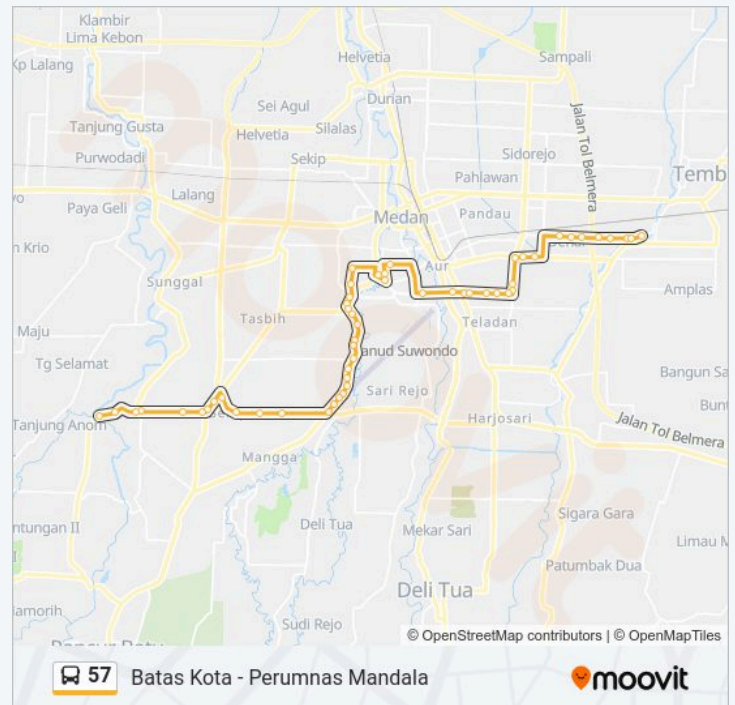 Klambir
Lima Kebon
Helvetia
Sampali
Kp Lalang
Durian
Sei Agul
Tanjung Gusta
Helvetia
Silalas
Jalan Tol Belmera
Purwodadi
Sekip
Sidorejo
Pahlawan
Lalang
Paya Geli
Medan
Pandau
n Krio
Aur
Sunggal
Amplas
Tasbih
Teladan
Maju
anud Suwondo
Tg Selamat
Bangun Sa
Sari Rejo
Tanjung Anom
Harjosari
Bunt
Jalan Tol Belmera
Mangga
ntungan II
Deli Tua
Mekar Sari
Sigara Gara
Limau M
Patumbak Dua
Deli Tua
lamorih
Sudi Rejo
© OpenStreetMap contributors | © OpenMapTiles
57 Batas Kota - Perumnas Mandala
moovit